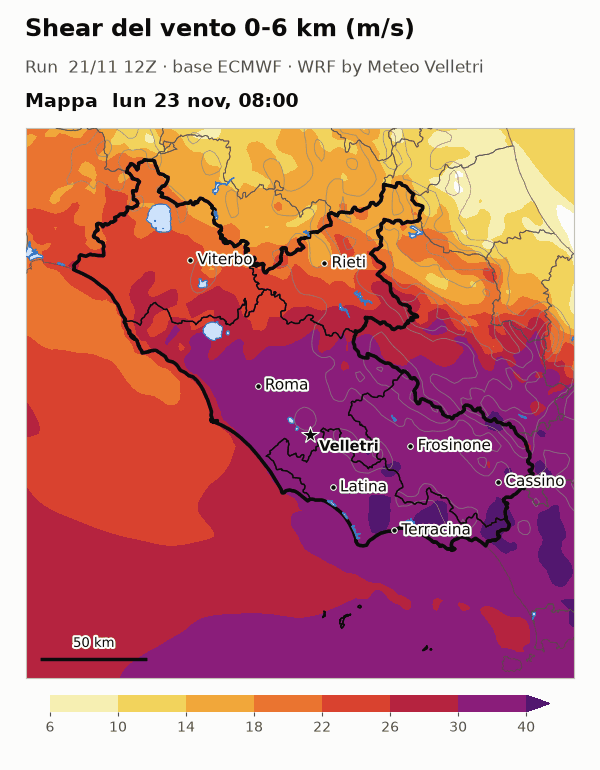 Shear del vento 0-6 km (m/s)
Run  21/11 12Z · base ECMWF · WRF by Meteo Velletri
Mappa  lun 23 nov, 08:00
Viterbo
Rieti
Roma
Velletri
Frosinone
Latina
Cassino
Terracina
50 km
6 10 14 18 22 26 30 40